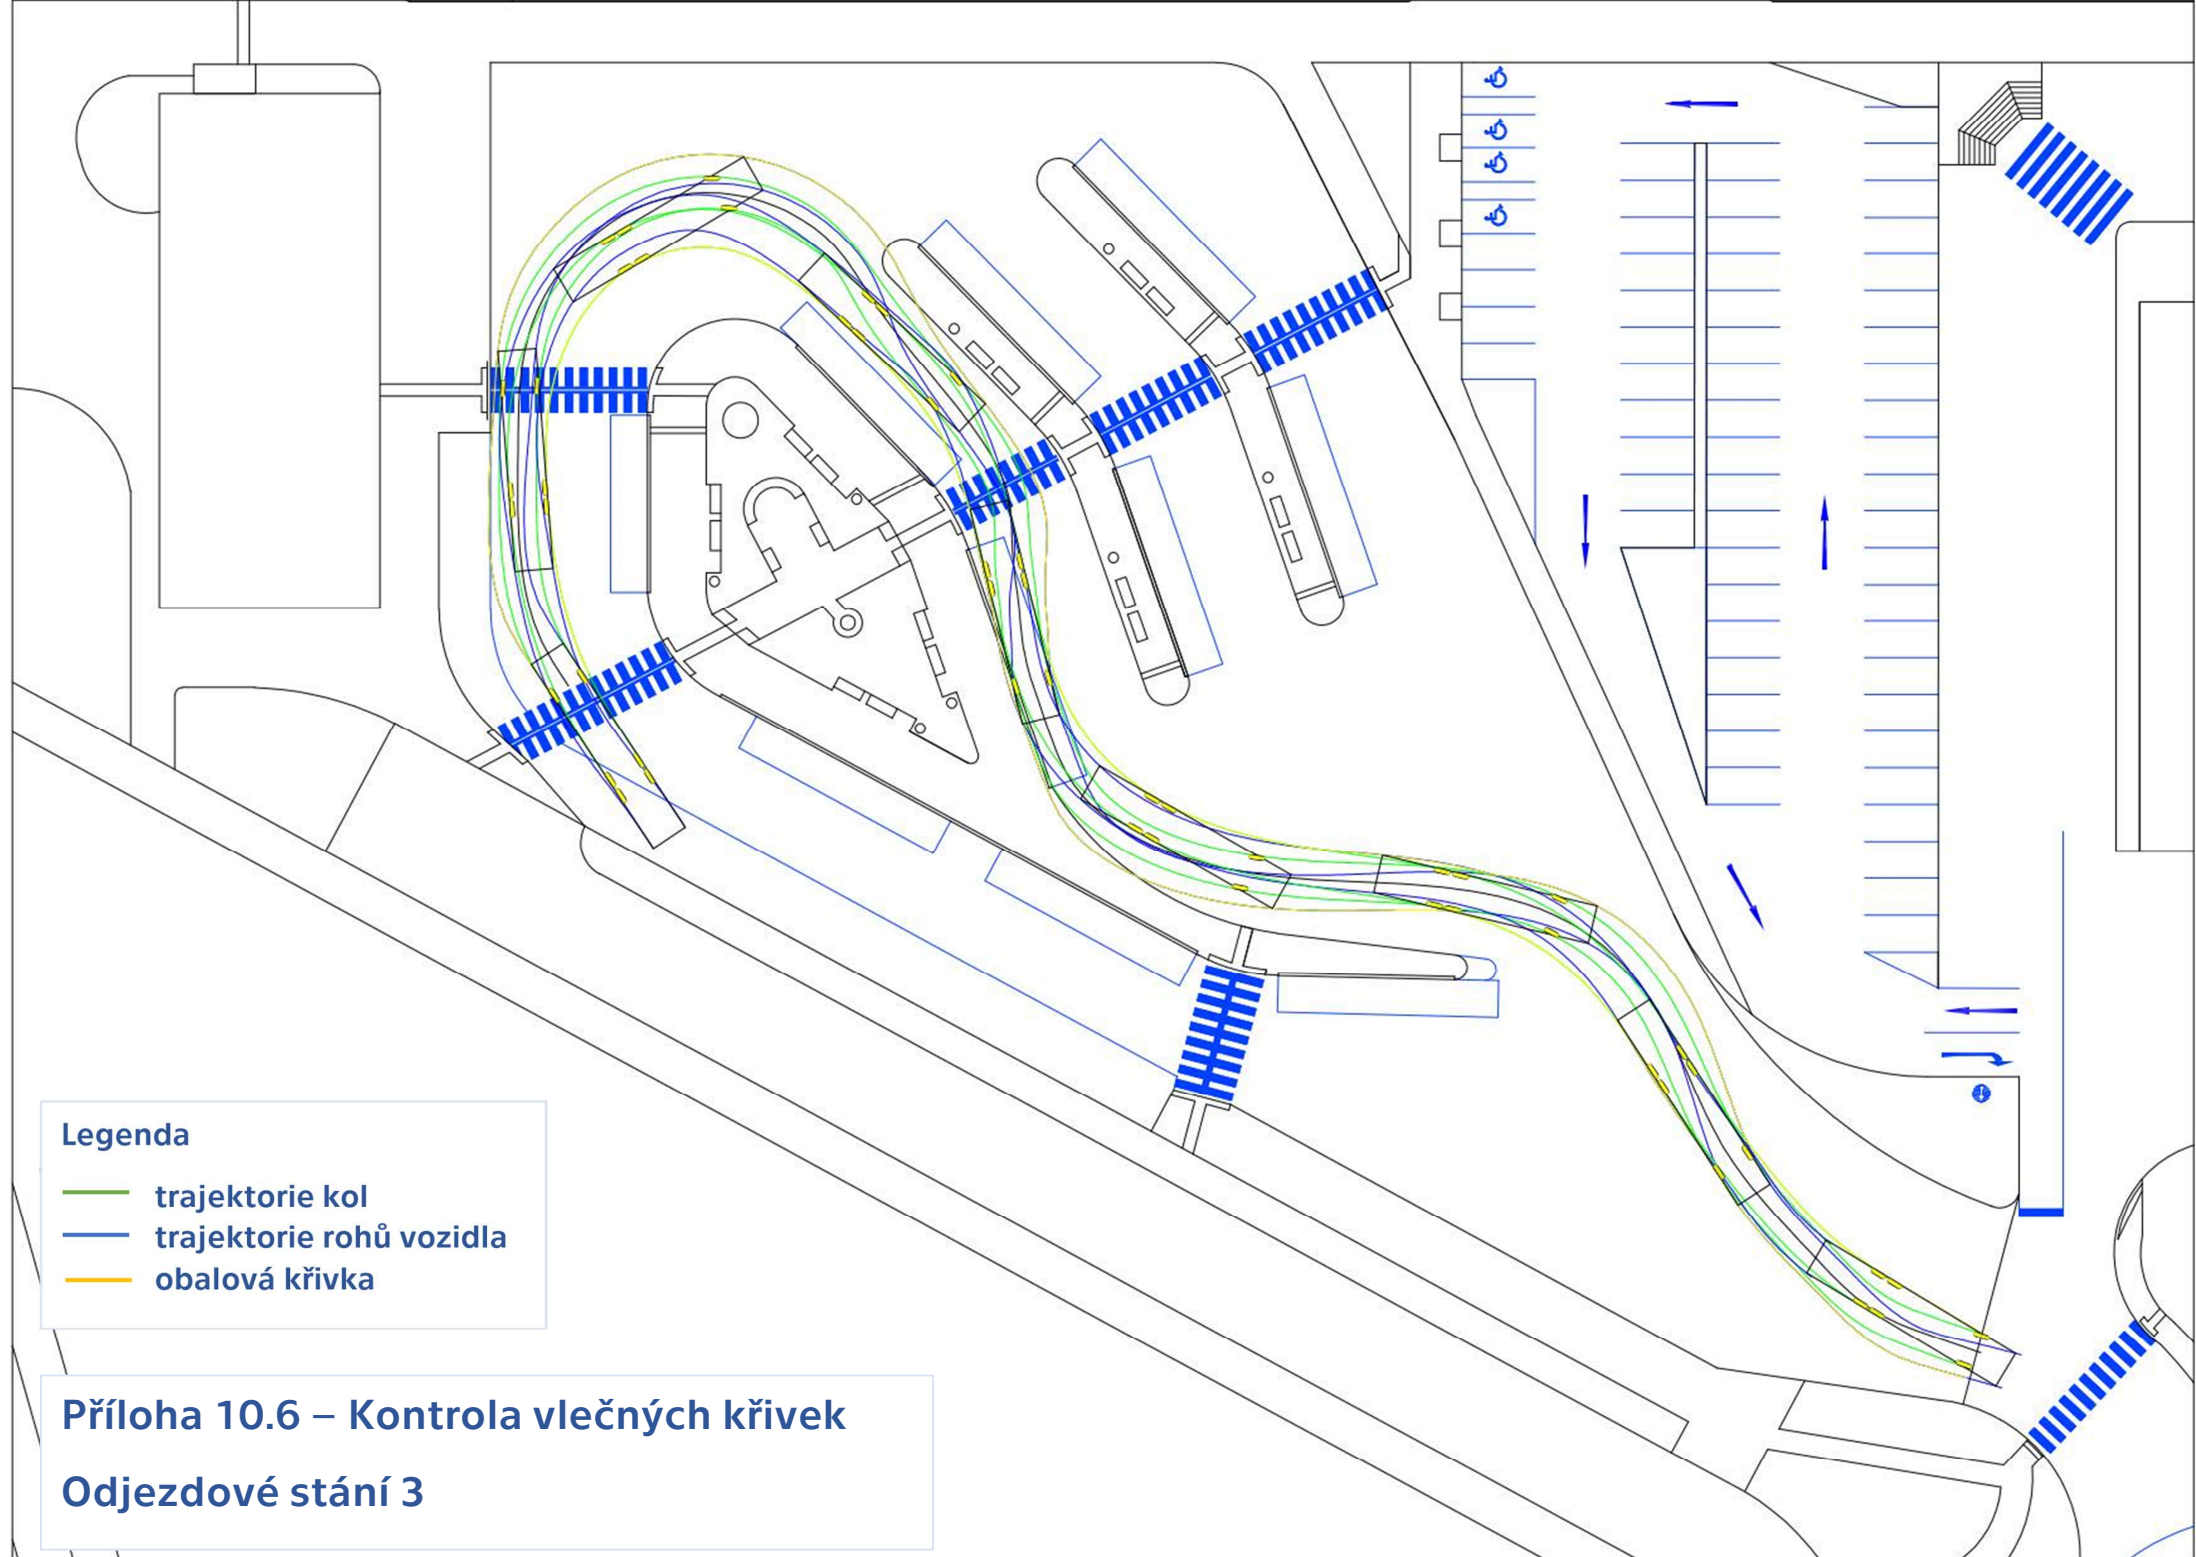 Legenda
trajektorie kol
trajektorie rohů vozidla
obalová křivka
Příloha 10.6 – Kontrola vlečných křivek
Odjezdové stání 3